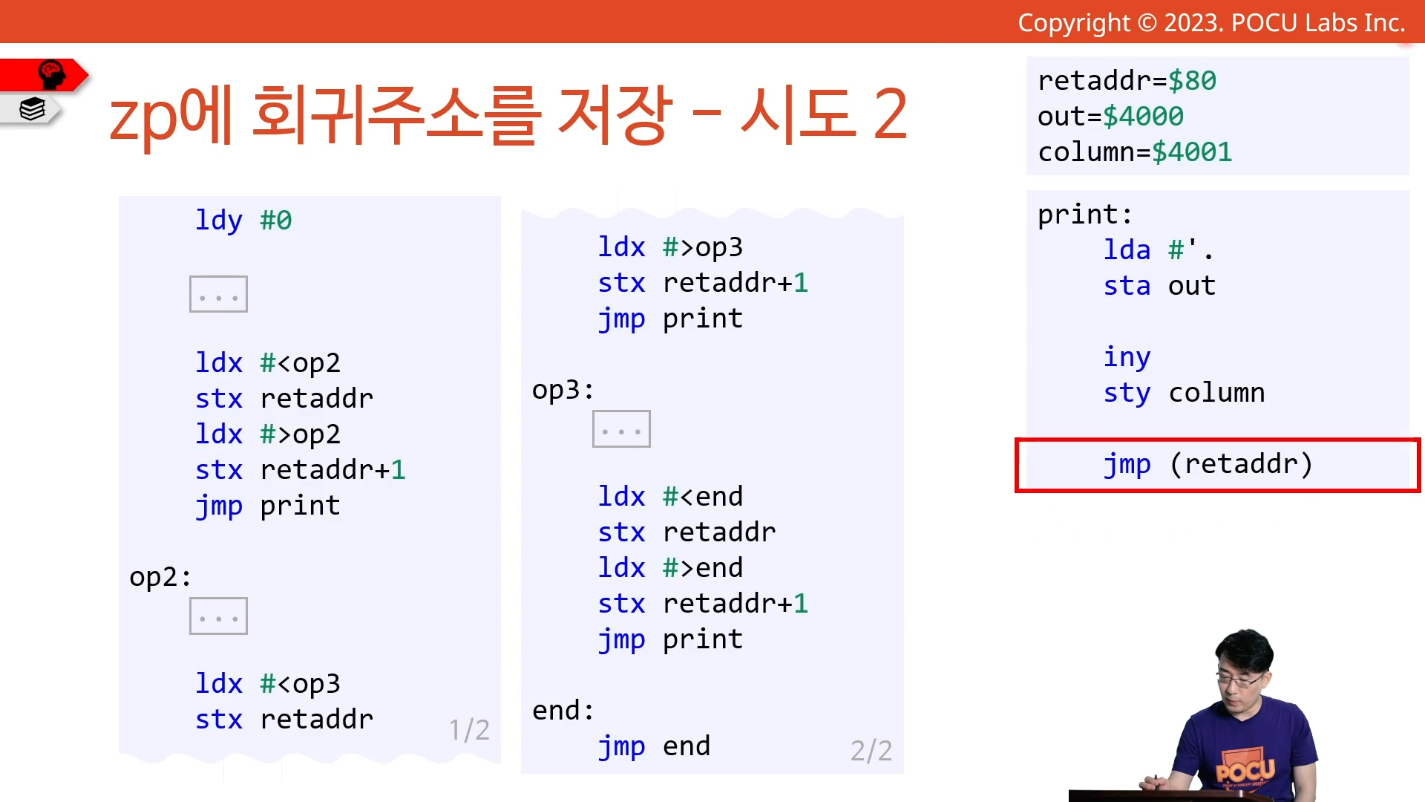 Copyright © 2023. POCU Labs Inc.
zp에 회귀주소를 저장 - 시도 2
retaddr=$80
out=$4000
column=$4001
ldy #0
...
ldx #<op2
stx retaddr
ldx #>op2
stx retaddr+1
jmp print
op2:
...
ldx #<op3
stx retaddr
1/2
ldx #>op3
stx retaddr+1
jmp print
op3:
...
ldx #<end
stx retaddr
ldx #>end
stx retaddr+1
jmp print
end:
jmp end
2/2
print:
lda #'.
sta out
iny
sty column
jmp (retaddr)
POCU